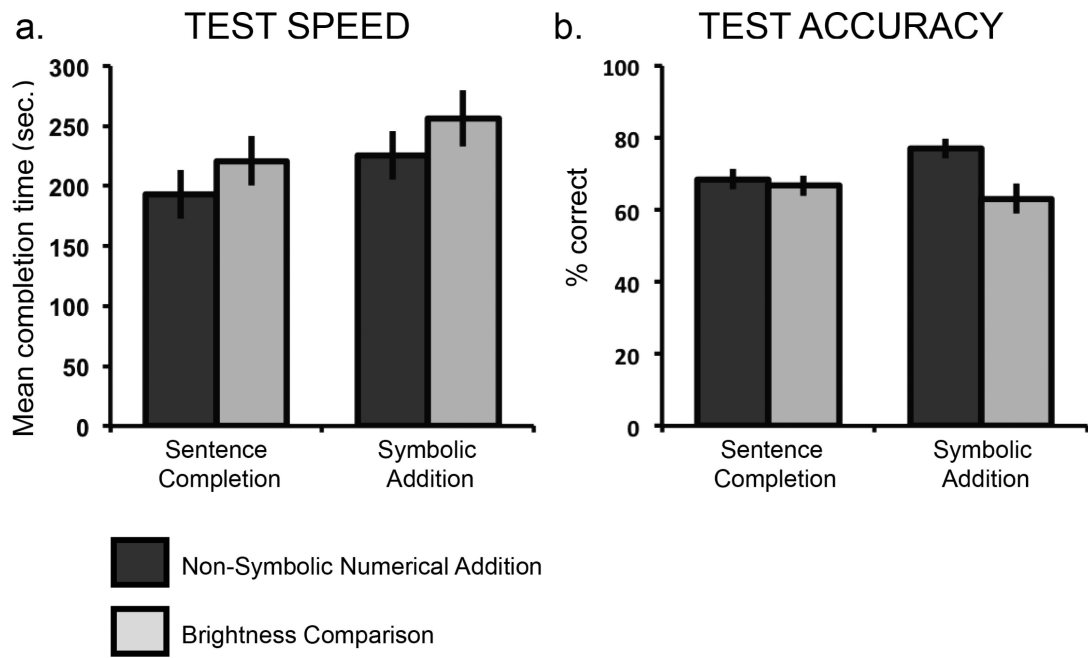 a. TEST SPEED
Mean completion time (sec.)
300
250
200
150
100
50
0
Sentence
Completion
Symbolic
Addition
b. TEST ACCURACY
% correct
100
80
60
40
20
0
Sentence
Completion
Symbolic
Addition
Non-Symbolic Numerical Addition
Brightness Comparison